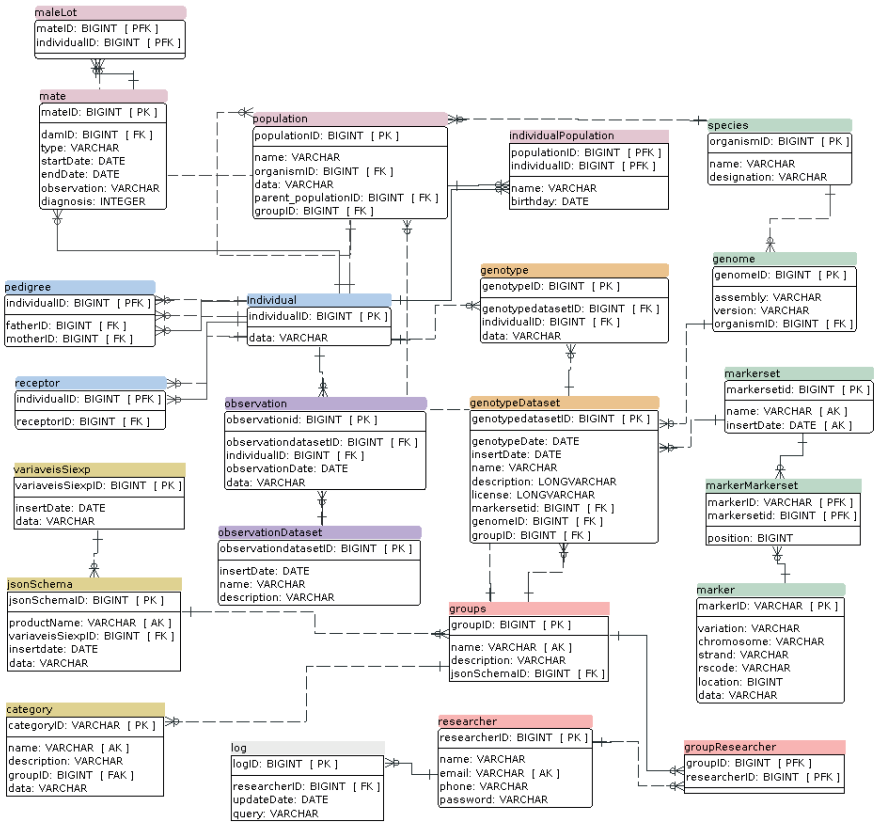 maleLot
mateID: BIGINT [ PFK ]
individualID: BIGINT [ PFK ]
mate
mateID: BIGINT [ PK ]
damID: BIGINT [ FK ]
type: VARCHAR
startDate: DATE
endDate: DATE
observation: VARCHAR
diagnosis: INTEGER
population
populationID: BIGINT [ PK ]
name: VARCHAR
organismID: BIGINT [ FK ]
data: VARCHAR
parent_populationID: BIGINT [ FK ]
groupID: BIGINT [ FK ]
individualPopulation
populationID: BIGINT [ PFK ]
individualID: BIGINT [ PFK ]
name: VARCHAR
birthday: DATE
species
organismID: BIGINT [ PK ]
name: VARCHAR
designation: VARCHAR
genome
genomeID: BIGINT [ PK ]
assembly: VARCHAR
version: VARCHAR
organismID: BIGINT [ FK ]
pedigree
individualID: BIGINT [ PFK ]
fatherID: BIGINT [ FK ]
motherID: BIGINT [ FK ]
individual
individualID: BIGINT [ PK ]
data: VARCHAR
genotype
genotypeID: BIGINT [ PK ]
genotypedatasetID: BIGINT [ FK ]
individualID: BIGINT [ FK ]
data: VARCHAR
receptor
individualID: BIGINT [ PFK ]
receptorID: BIGINT [ FK ]
observation
observationid: BIGINT [ PK ]
observationdatasetID: BIGINT [ FK ]
individualID: BIGINT [ FK ]
observationDate: DATE
data: VARCHAR
genotypeDataset
genotypedatasetID: BIGINT [ PK ]
genotypeDate: DATE
insertDate: DATE
name: VARCHAR
description: LONGVARCHAR
license: LONGVARCHAR
markersetid: BIGINT [ FK ]
genomeID: BIGINT [ FK ]
groupID: BIGINT [ FK ]
markerset
markersetid: BIGINT [ PK ]
name: VARCHAR [ AK ]
insertDate: DATE [ AK ]
variaveisSiexp
variaveisSiexpID: BIGINT [ PK ]
insertDate: DATE
data: VARCHAR
markerMarkerset
markerID: VARCHAR [ PFK ]
markersetid: BIGINT [ PFK ]
position: BIGINT
observationDataset
observationdatasetID: BIGINT [ PK ]
insertDate: DATE
name: VARCHAR
description: VARCHAR
jsonSchema
jsonSchemaID: BIGINT [ PK ]
productName: VARCHAR [ AK ]
variaveisSiexpID: BIGINT [ FK ]
insertdate: DATE
data: VARCHAR
groups
groupID: BIGINT [ PK ]
name: VARCHAR [ AK ]
description: VARCHAR
jsonSchemaID: BIGINT [ FK ]
marker
markerID: VARCHAR [ PK ]
variation: VARCHAR
chromosome: VARCHAR
strand: VARCHAR
rscode: VARCHAR
location: BIGINT
data: VARCHAR
category
categoryID: VARCHAR [ PK ]
name: VARCHAR [ AK ]
description: VARCHAR
groupID: BIGINT [ FAK ]
data: VARCHAR
log
logID: BIGINT [ PK ]
researcherID: BIGINT [ FK ]
updateDate: DATE
query: VARCHAR
researcher
researcherID: BIGINT [ PK ]
name: VARCHAR
email: VARCHAR [ AK ]
phone: VARCHAR
password: VARCHAR
groupResearcher
groupID: BIGINT [ PFK ]
researcherID: BIGINT [ PFK ]